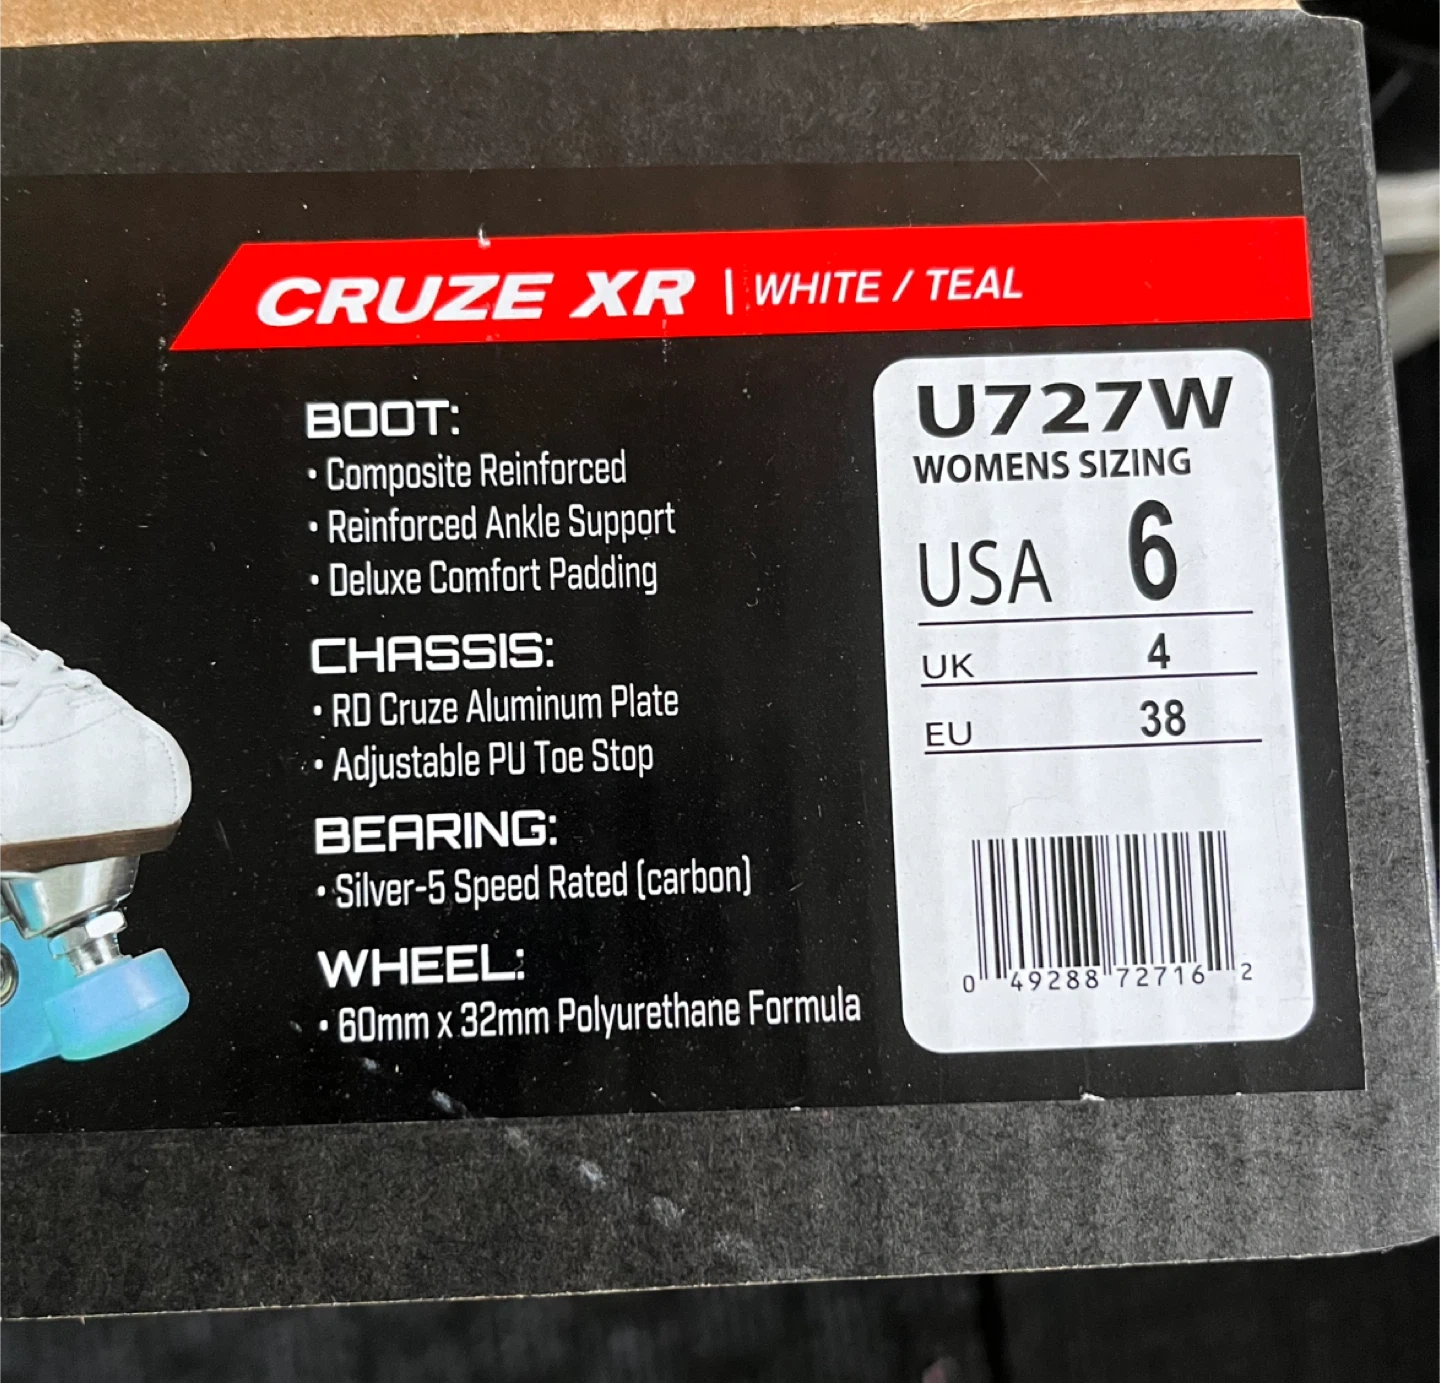 CRUZE XR | WHITE / TEAL
BOOT:
• Composite Reinforced
• Reinforced Ankle Support
• Deluxe Comfort Padding
CHASSIS:
• RD Cruze Aluminum Plate
• Adjustable PU Toe Stop
BEARING:
• Silver-5 Speed Rated (carbon)
WHEEL:
• 60mm x 32mm Polyurethane Formula
U727W
WOMENS SIZING
USA 6
UK 4
EU 38
0 49288 72716 2